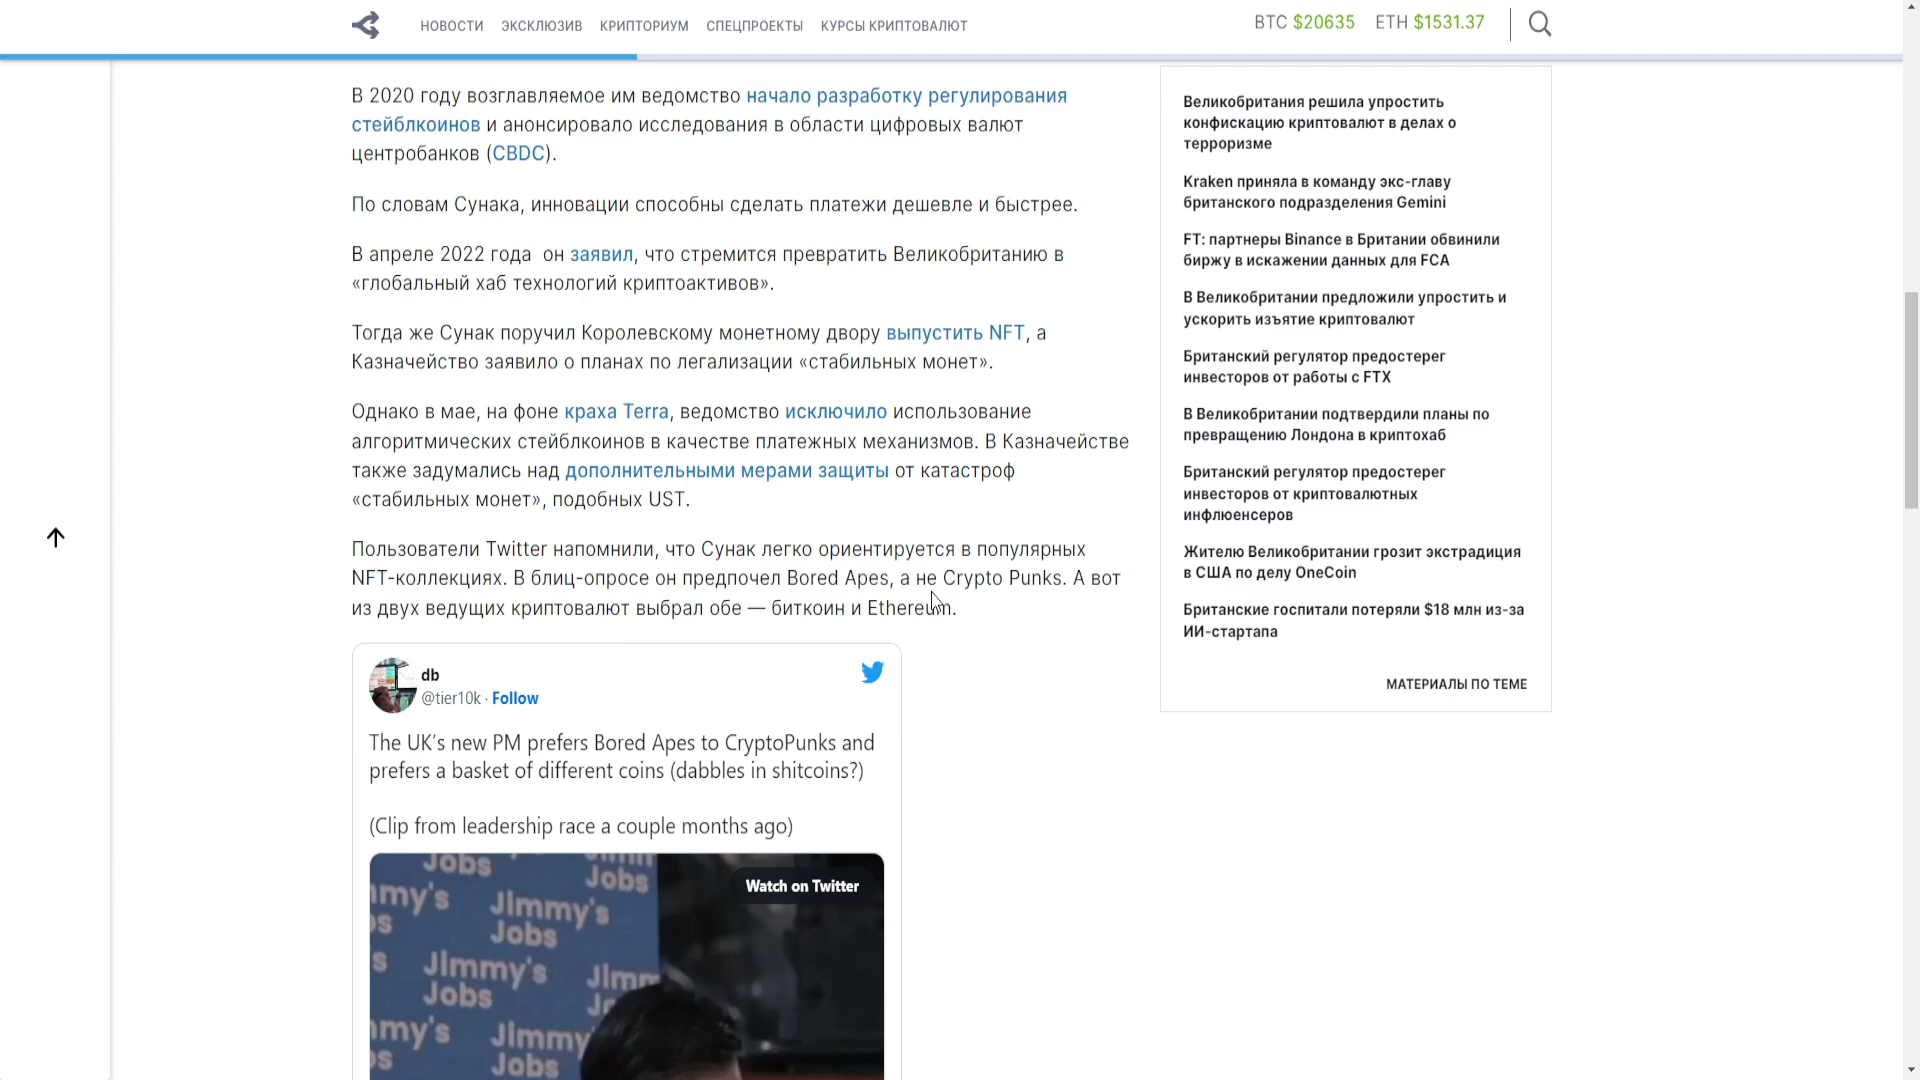 НОВОСТИ ЭКСКЛЮЗИВ КРИПТОРИУМ СПЕЦПРОЕКТЫ КУРСЫ КРИПТОВАЛЮТ
BTC $20635 ETH $1531.37
В 2020 году возглавляемое им ведомство начало разработку регулирования
стейблкоинов и анонсировало исследования в области цифровых валют
центробанков (CBDC).
По словам Сунака, инновации способны сделать платежи дешевле и быстрее.
В апреле 2022 года он заявил, что стремится превратить Великобританию в
«глобальный хаб технологий криптоактивов».
Тогда же Сунак поручил Королевскому монетному двору выпустить NFT, а
Казначейство заявило о планах по легализации «стабильных монет».
Однако в мае, на фоне краха Terra, ведомство исключило использование
алгоритмических стейблкоинов в качестве платежных механизмов. В Казначействе
также задумались над дополнительными мерами защиты от катастроф
«стабильных монет», подобных UST.
Пользователи Twitter напомнили, что Сунак легко ориентируется в популярных
NFT-коллекциях. В блиц-опросе он предпочел Bored Apes, а не Crypto Punks. А вот
из двух ведущих криптовалют выбрал обе — биткоин и Ethereum.
db
@tier10k · Follow
The UK's new PM prefers Bored Apes to CryptoPunks and
prefers a basket of different coins (dabbles in shitcoins?)
(Clip from leadership race a couple months ago)
Watch on Twitter
Jobs
Jobs
Jimmy's
Jobs
Jimmy's
Jobs
Jimmy
Jobs
Великобритания решила упростить
конфискацию криптовалют в делах о
терроризме
Kraken приняла в команду экс-главу
британского подразделения Gemini
FT: партнеры Binance в Британии обвинили
биржу в искажении данных для FCA
В Великобритании предложили упростить и
ускорить изъятие криптовалют
Британский регулятор предостерег
инвесторов от работы с FTX
В Великобритании подтвердили планы по
превращению Лондона в криптохаб
Британский регулятор предостерег
инвесторов от криптовалютных
инфлюенсеров
Жителю Великобритании грозит экстрадиция
в США по делу OneCoin
Британские госпитали потеряли $18 млн из-за
ИИ-стартапа
МАТЕРИАЛЫ ПО ТЕМЕ